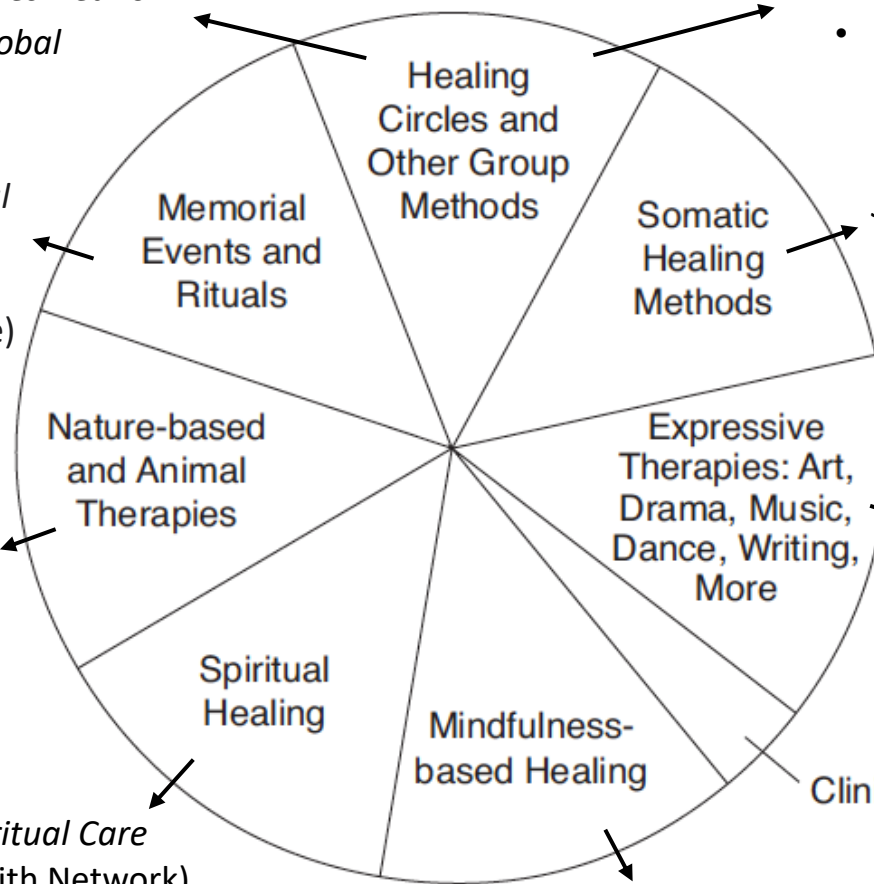 obal
•
Healing
Circles and
Other Group
Methods
Memorial
Events and
Rituals
Somatic
Healing
Methods
e)
Nature-based
and Animal
Therapies
Expressive
Therapies: Art,
Drama, Music,
Dance, Writing,
More
Spiritual
Healing
Mindfulness-
based Healing
Clin
ritual Care
ith Network)